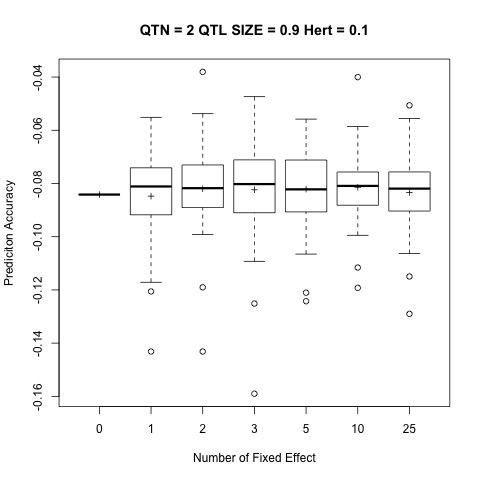 QTN = 2 QTL SIZE = 0.9 Hert = 0.1
Prediciton Accuracy
-0.04
-0.06
-0.08
-0.10
-0.12
-0.14
-0.16
0 1 2 3 5 10 25
Number of Fixed Effect